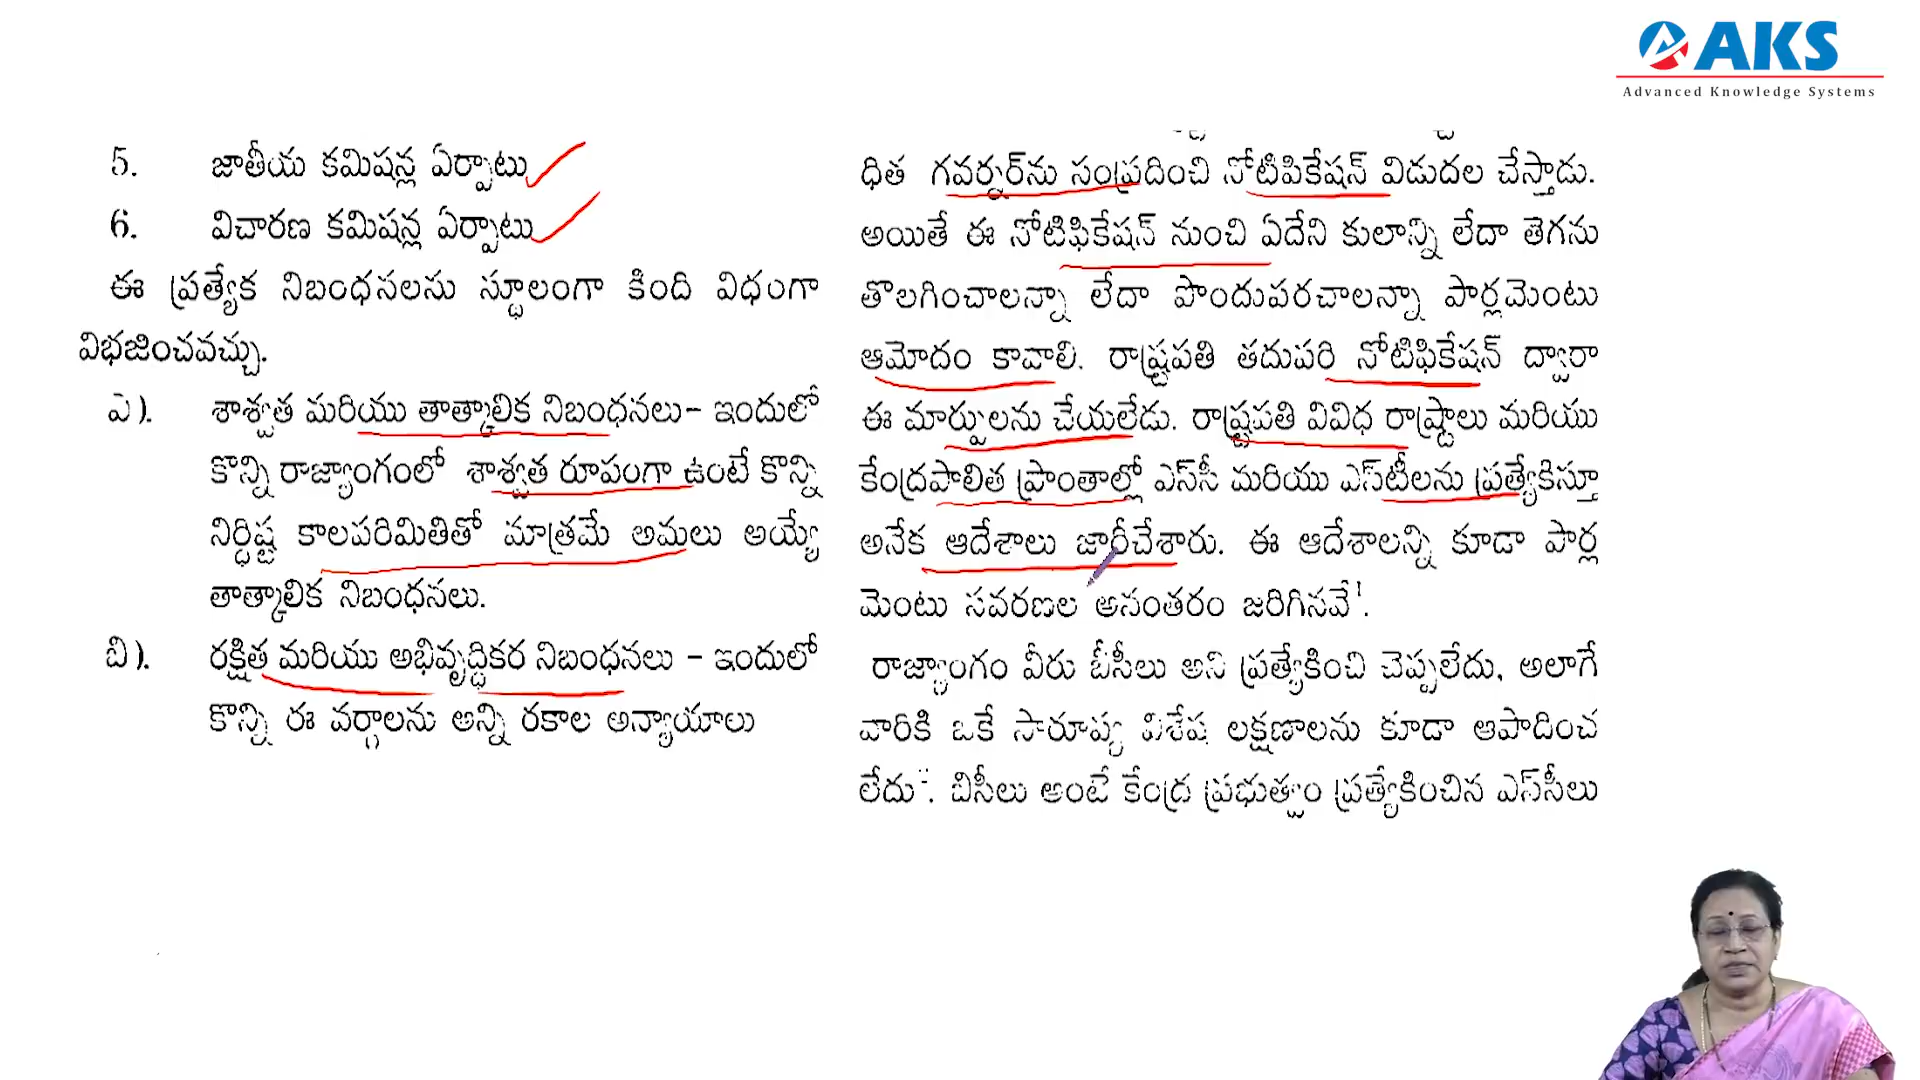 AKS
Advanced Knowledge Systems
5. జాతీయ కమిషన్ల ఏర్పాటు
6. విచారణ కమిషన్ల ఏర్పాటు
ఈ ప్రత్యేక నిబంధనలను స్థూలంగా కింది విధంగా
విభజించవచ్చు.
ఎ). శాశ్వత మరియు తాత్కాలిక నిబంధనలు- ఇందులో
కొన్ని రాజ్యాంగంలో శాశ్వత రూపంగా ఉంటే కొన్ని
నిర్ధిష్ట కాలపరిమితితో మాత్రమే అమలు అయ్యే
తాత్కాలిక నిబంధనలు.
బి). రక్షిత మరియు అభివృద్ధికర నిబంధనలు - ఇందులో
కొన్ని ఈ వర్గాలను అన్ని రకాల అన్యాయాలు
ధిత గవర్నర్‌ను సంప్రదించి నోటిపికేషన్ విడుదల చేస్తాడు.
అయితే ఈ నోటిఫికేషన్ నుంచి ఏదేని కులాన్ని లేదా తెగను
తొలగించాలన్నా లేదా పొందుపరచాలన్నా పార్లమెంటు
ఆమోదం కావాలి. రాష్ట్రపతి తదుపరి నోటిఫికేషన్ ద్వారా
ఈ మార్పులను చేయలేడు. రాష్ట్రపతి వివిధ రాష్ట్రాలు మరియు
కేంద్రపాలిత ప్రాంతాల్లో ఎస్‌సీ మరియు ఎస్‌టీలను ప్రత్యేకిస్తూ
అనేక ఆదేశాలు జారీచేశారు. ఈ ఆదేశాలన్ని కూడా పార్ల
మెంటు సవరణల అనంతరం జరిగినవే¹.
రాజ్యాంగం వీరు బీసీలు అని ప్రత్యేకించి చెప్పలేదు, అలాగే
వారికి ఒకే సారూప్య విశేష లక్షణాలను కూడా ఆపాదించ
లేదు. బిసీలు అంటే కేంద్ర ప్రభుత్వం ప్రత్యేకించిన ఎస్‌సీలు